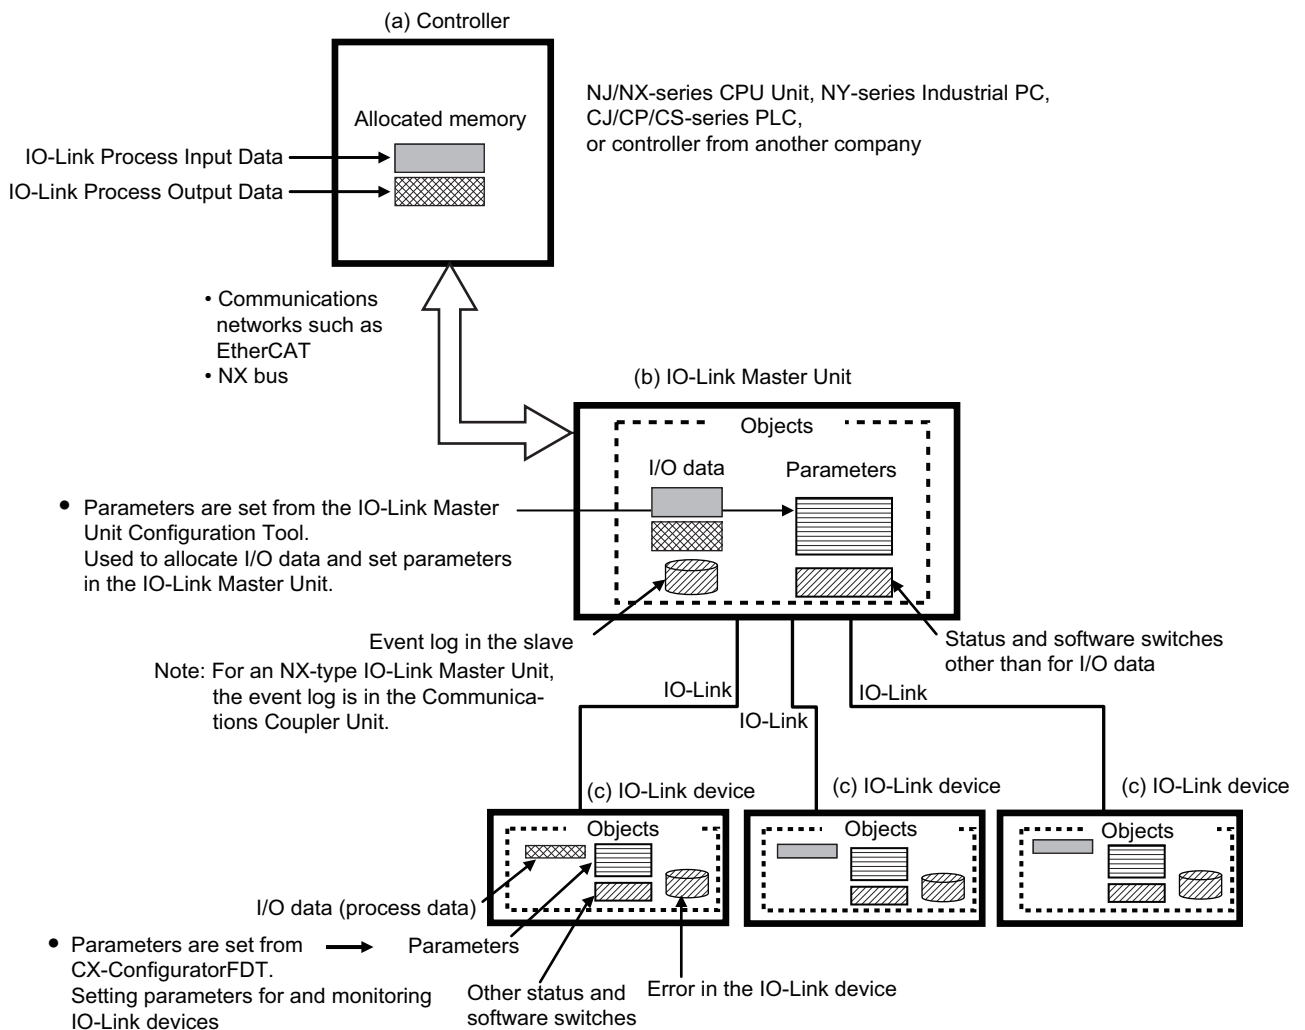 (a) Controller
NJ/NX-series CPU Unit, NY-series Industrial PC,
CJ/CP/CS-series PLC,
or controller from another company
Allocated memory
IO-Link Process Input Data
IO-Link Process Output Data
• Communications
networks such as
EtherCAT
• NX bus
(b) IO-Link Master Unit
Objects
I/O data
Parameters
• Parameters are set from the IO-Link Master
Unit Configuration Tool.
Used to allocate I/O data and set parameters
in the IO-Link Master Unit.
Event log in the slave
Note: For an NX-type IO-Link Master Unit,
the event log is in the Communica-
tions Coupler Unit.
Status and software switches
other than for I/O data
IO-Link
IO-Link
IO-Link
(c) IO-Link device
(c) IO-Link device
(c) IO-Link device
Objects
Objects
Objects
I/O data (process data)
• Parameters are set from
CX-ConfiguratorFDT.
Setting parameters for and monitoring
IO-Link devices
Parameters
Other status and
software switches
Error in the IO-Link device